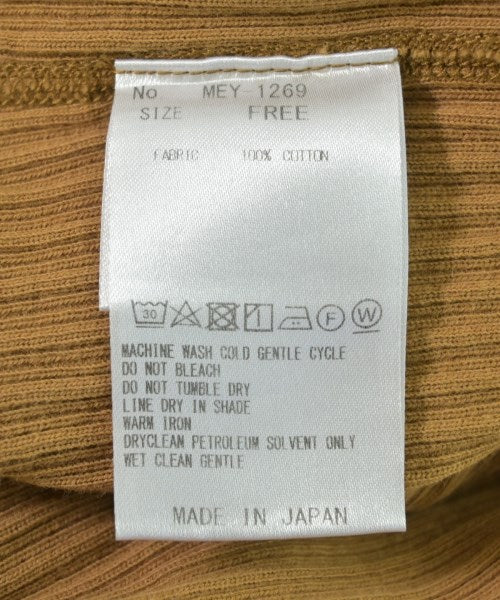 No MEY-1269
SIZE FREE
FABRIC 100% COTTON
30 F W
MACHINE WASH COLD GENTLE CYCLE
DO NOT BLEACH
DO NOT TUMBLE DRY
LINE DRY IN SHADE
WARM IRON
DRYCLEAN PETROLEUM SOLVENT ONLY
WET CLEAN GENTLE
MADE IN JAPAN